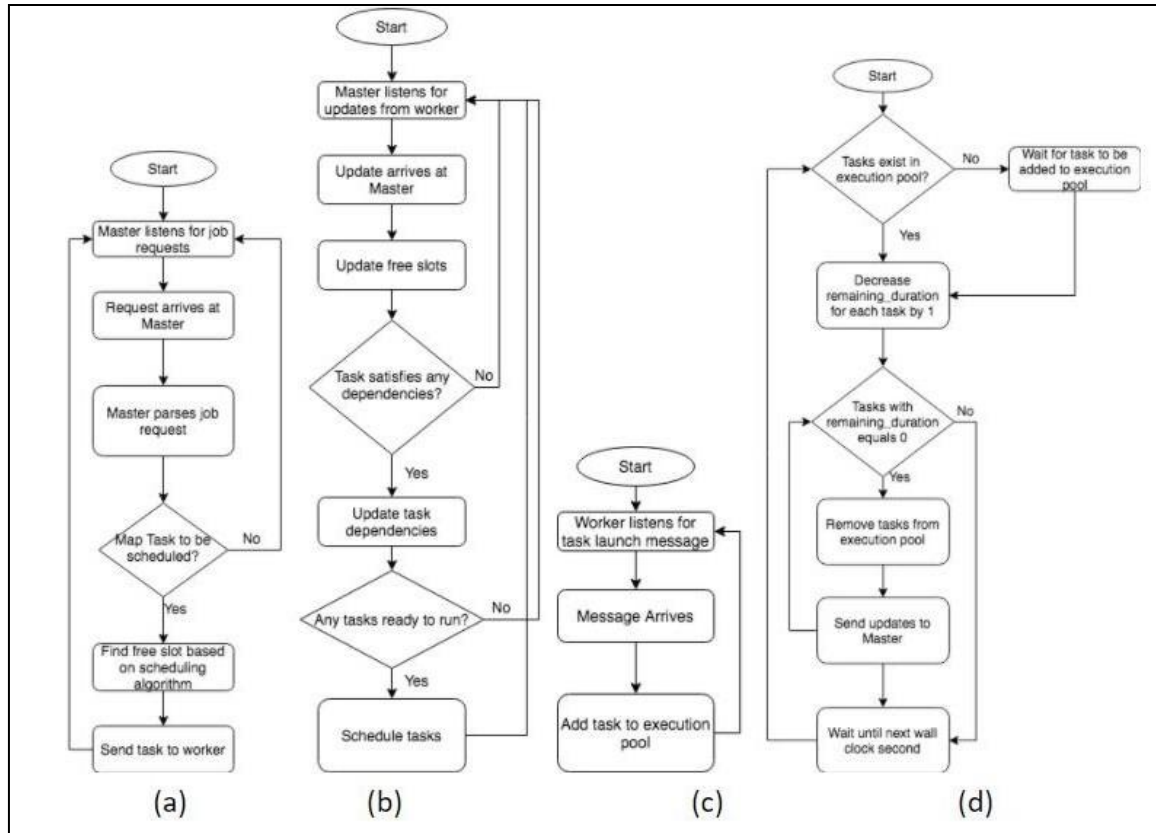 Start
Master listens for job
requests
Request arrives at
Master
Master parses job
request
Map Task to be
scheduled?
No
Yes
Find free slot based
on scheduling
algorithm
Send task to worker
(a)
Start
Master listens for
updates from worker
Update arrives at
Master
Update free slots
Task satisfies any
dependencies?
No
Yes
Update task
dependencies
Any tasks ready to run?
No
Yes
Schedule tasks
(b)
Start
Worker listens for
task launch message
Message Arrives
Add task to execution
pool
(c)
Start
Tasks exist in
execution pool?
No
Wait for task to be
added to execution
pool
Yes
Decrease
remaining_duration
for each task by 1
Tasks with
remaining_duration
equals 0
No
Yes
Remove tasks from
execution pool
Send updates to
Master
Wait until next wall
clock second
(d)